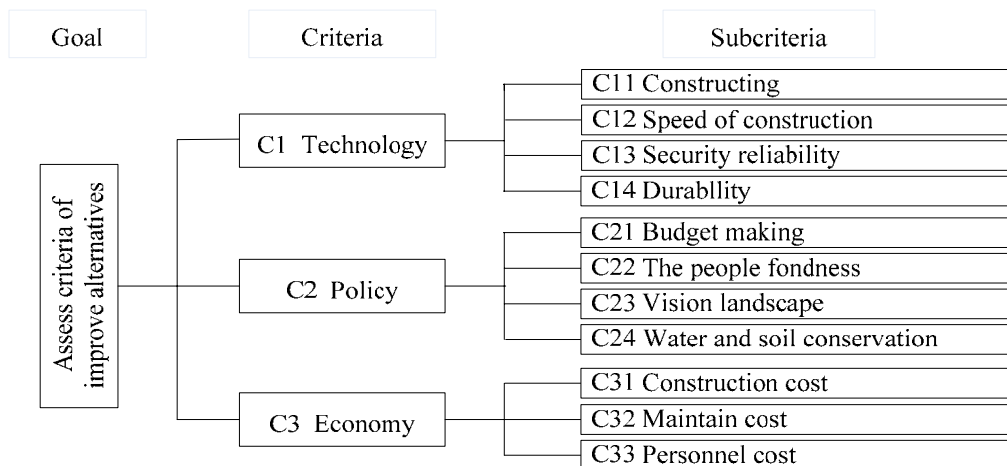 Goal
Criteria
Subcriteria
Assess criteria of
improve alternatives
C1 Technology
C11 Constructing
C12 Speed of construction
C13 Security reliability
C14 Durabllity
C2 Policy
C21 Budget making
C22 The people fondness
C23 Vision landscape
C24 Water and soil conservation
C3 Economy
C31 Construction cost
C32 Maintain cost
C33 Personnel cost